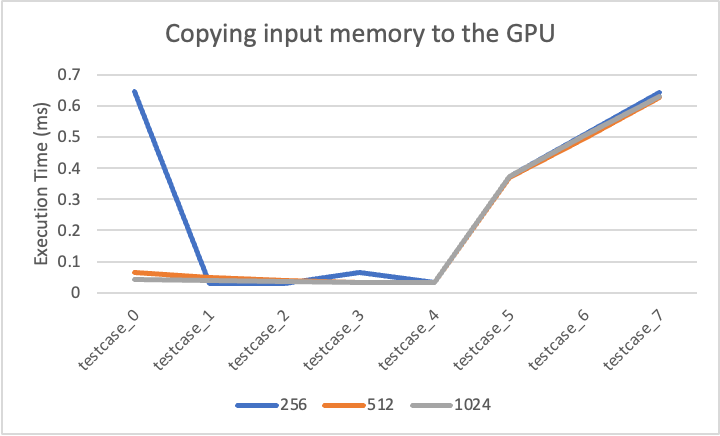 Copying input memory to the GPU
Execution Time (ms)
0.7
0.6
0.5
0.4
0.3
0.2
0.1
0
testcase_0
testcase_1
testcase_2
testcase_3
testcase_4
testcase_5
testcase_6
testcase_7
256
512
1024